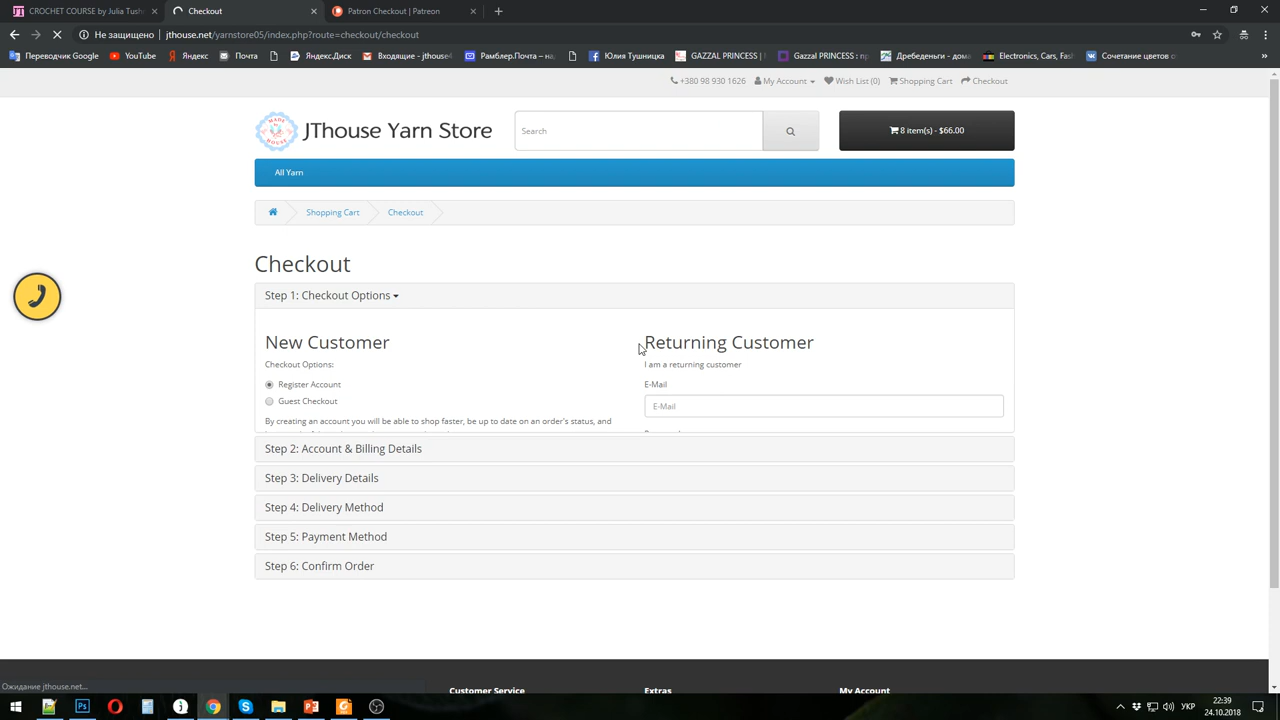 CROCHET COURSE by Julia Tush
Checkout
Patron Checkout | Patreon
Не защищено
jthouse.net/yarnstore05/index.php?route=checkout/checkout
Переводчик Google
YouTube
Яндекс
Почта
Яндекс.Диск
Входящие - jthouse4
Рамблер.Почта – на
Юлия Тушницка
GAZZAL PRINCESS |
GAZZAL PRINCESS : пр
Дребеденьги - дома
Electronics, Cars, Fash
Сочетание цветов с
+380 98 930 1626
My Account
Wish List (0)
Shopping Cart
Checkout
JThouse Yarn Store
Search
8 item(s) - $66.00
All Yarn
Shopping Cart
Checkout
Checkout
Step 1: Checkout Options
New Customer
Returning Customer
Checkout Options:
I am a returning customer
Register Account
E-Mail
Guest Checkout
E-Mail
By creating an account you will be able to shop faster, be up to date on an order's status, and
Step 2: Account & Billing Details
Step 3: Delivery Details
Step 4: Delivery Method
Step 5: Payment Method
Step 6: Confirm Order
Ожидание jthouse.net...
Customer Service
Extras
My Account
УКР
22:39
24.10.2018